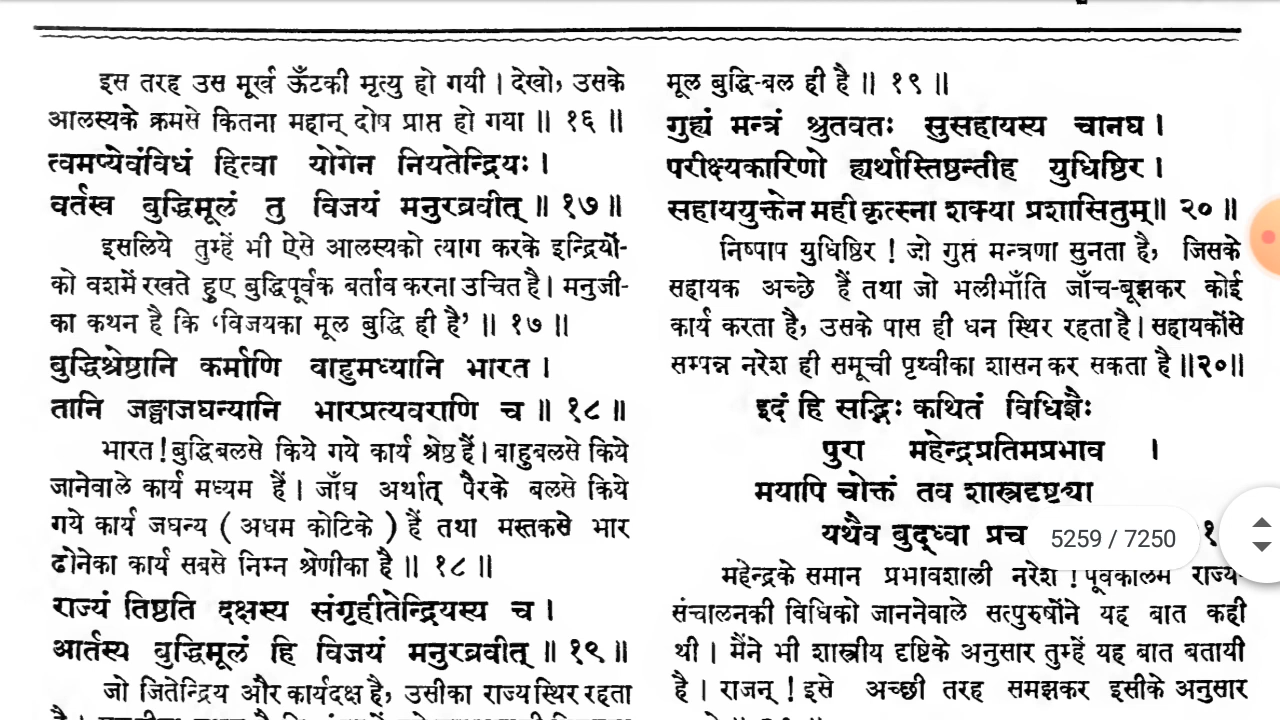 इस तरह उस मूर्ख ऊँटकी मृत्यु हो गयी । देखो, उसके
आलस्यके क्रमसे कितना महान् दोष प्राप्त हो गया ॥ १६ ॥
त्वमप्येवंविधं हित्वा योगेन नियतेन्द्रियः ।
वर्तस्व बुद्धिमूलं तु विजयं मनुरब्रवीत् ॥ १७ ॥
इसलिये तुम्हें भी ऐसे आलस्यको त्याग करके इन्द्रियों-
को वशमें रखते हुए बुद्धिपूर्वक बर्ताव करना उचित है । मनुजी-
का कथन है कि ‘विजयका मूल बुद्धि ही है’ ॥ १७ ॥
बुद्धिश्रेष्ठानि कर्माणि बाहुमध्यानि भारत ।
तानि जङ्घाजघन्यानि भारप्रत्यवराणि च ॥ १८ ॥
भारत ! बुद्धिबलसे किये गये कार्य श्रेष्ठ हैं । बाहुबलसे किये
जानेवाले कार्य मध्यम हैं । जाँघ अर्थात् पैरके बलसे किये
गये कार्य जघन्य ( अधम कोटिके ) हैं तथा मस्तकसे भार
ढोनेका कार्य सबसे निम्न श्रेणीका है ॥ १८ ॥
राज्यं तिष्ठति दक्षस्य संगृहीतेन्द्रियस्य च ।
आर्तस्य बुद्धिमूलं हि विजयं मनुरब्रवीत् ॥ १९ ॥
जो जितेन्द्रिय और कार्यदक्ष है, उसीका राज्य स्थिर रहता
मूल बुद्धि-बल ही है ॥ १९ ॥
गुह्यं मन्त्रं श्रुतवतः सुसहायस्य चानघ ।
परीक्ष्यकारिणो ह्यर्थास्तिष्ठन्तीह युधिष्ठिर ।
सहाययुक्तेन मही कृत्स्ना शक्या प्रशासितुम् ॥ २० ॥
निष्पाप युधिष्ठिर ! जो गुप्त मन्त्रणा सुनता है, जिसके
सहायक अच्छे हैं तथा जो भलीभाँति जाँच-बूझकर कोई
कार्य करता है, उसके पास ही धन स्थिर रहता है । सहायकोंसे
सम्पन्न नरेश ही समूची पृथ्वीका शासन कर सकता है ॥२०॥
इदं हि सद्भिः कथितं विधिज्ञैः
पुरा महेन्द्रप्रतिमप्रभाव ।
मयापि चोक्तं तव शास्त्रदृष्ट्या
यथैव बुद्ध्वा प्रच
5259 / 7250
महेन्द्रके समान प्रभावशाली नरेश ! पूर्वकालमें राज्य-
संचालनकी विधिको जाननेवाले सत्पुरुषोंने यह बात कही
थी । मैंने भी शास्त्रीय दृष्टिके अनुसार तुम्हें यह बात बतायी
है । राजन् ! इसे अच्छी तरह समझकर इसीके अनुसार